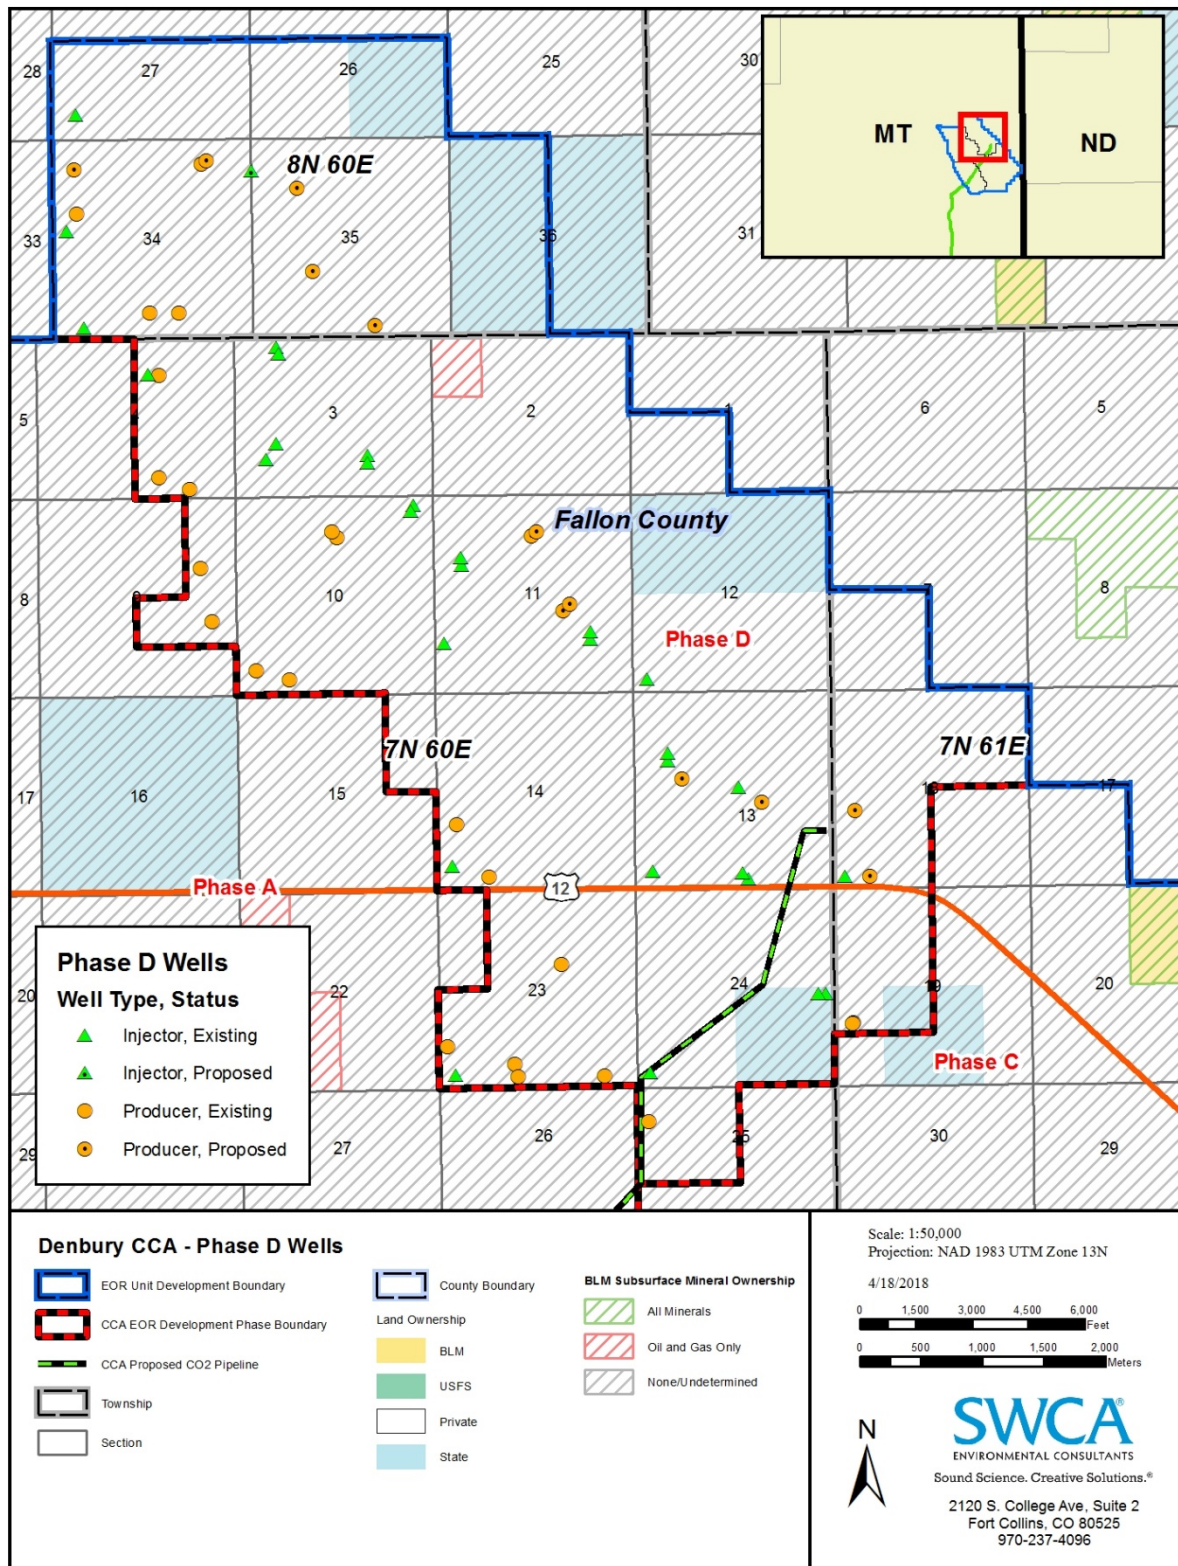 28
27
26
25
30
MT
ND
8N 60E
33
34
35
36
31
5
3
2
1
6
5
Fallon County
8
9
10
11
12
7
8
Phase D
7N 60E
7N 61E
17
16
15
14
13
18
17
Phase A
12
20
22
23
24
19
20
Phase C
29
27
26
25
30
29
Phase D Wells
Well Type, Status
Injector, Existing
Injector, Proposed
Producer, Existing
Producer, Proposed
Denbury CCA - Phase D Wells
EOR Unit Development Boundary
CCA EOR Development Phase Boundary
CCA Proposed CO2 Pipeline
Township
Section
County Boundary
Land Ownership
BLM
USFS
Private
State
BLM Subsurface Mineral Ownership
All Minerals
Oil and Gas Only
None/Undetermined
Scale: 1:50,000
Projection: NAD 1983 UTM Zone 13N
4/18/2018
0 1,500 3,000 4,500 6,000
Feet
0 500 1,000 1,500 2,000
Meters
N
SWCA®
ENVIRONMENTAL CONSULTANTS
Sound Science. Creative Solutions.®
2120 S. College Ave, Suite 2
Fort Collins, CO 80525
970-237-4096